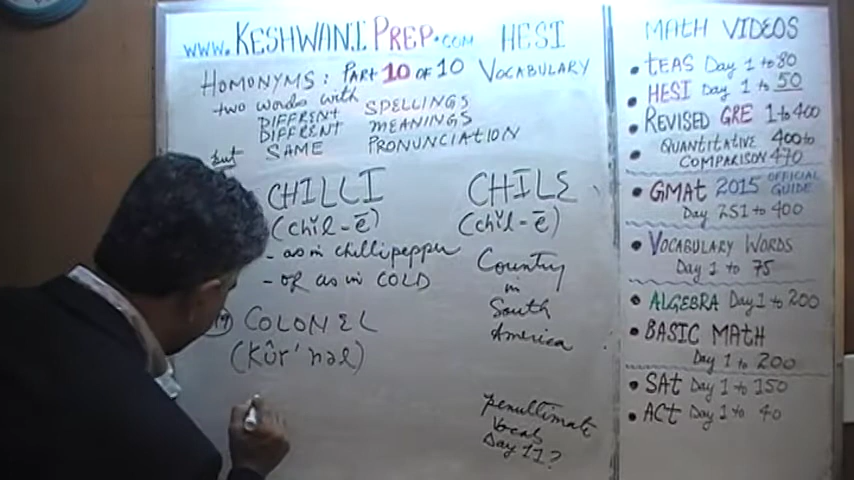 www.KESHWANIPREP.com HESI
HOMONYMS: PART 10 OF 10 VOCABULARY
two words with
DIFFERENT SPELLINGS
DIFFERENT MEANINGS
but SAME PRONUNCIATION
CHILLI
(chĭl-ē)
- as in chillipepper
- or as in COLD
CHILE
(chĭl-ē)
Country
in
South
America
COLONEL
(Kûr'nəl)
penultimate
Vocab
Day 11?
MATH VIDEOS
• TEAS Day 1 to 80
• HESI Day 1 to 50
• REVISED GRE 1 to 400
• QUANTITATIVE 400 to
COMPARISON 470
• GMAT 2015 OFFICIAL GUIDE
Day 251 to 400
• VOCABULARY WORDS
Day 1 to 75
• ALGEBRA Day 1 to 200
• BASIC MATH
Day 1 to 200
• SAT Day 1 to 150
• ACT Day 1 to 40